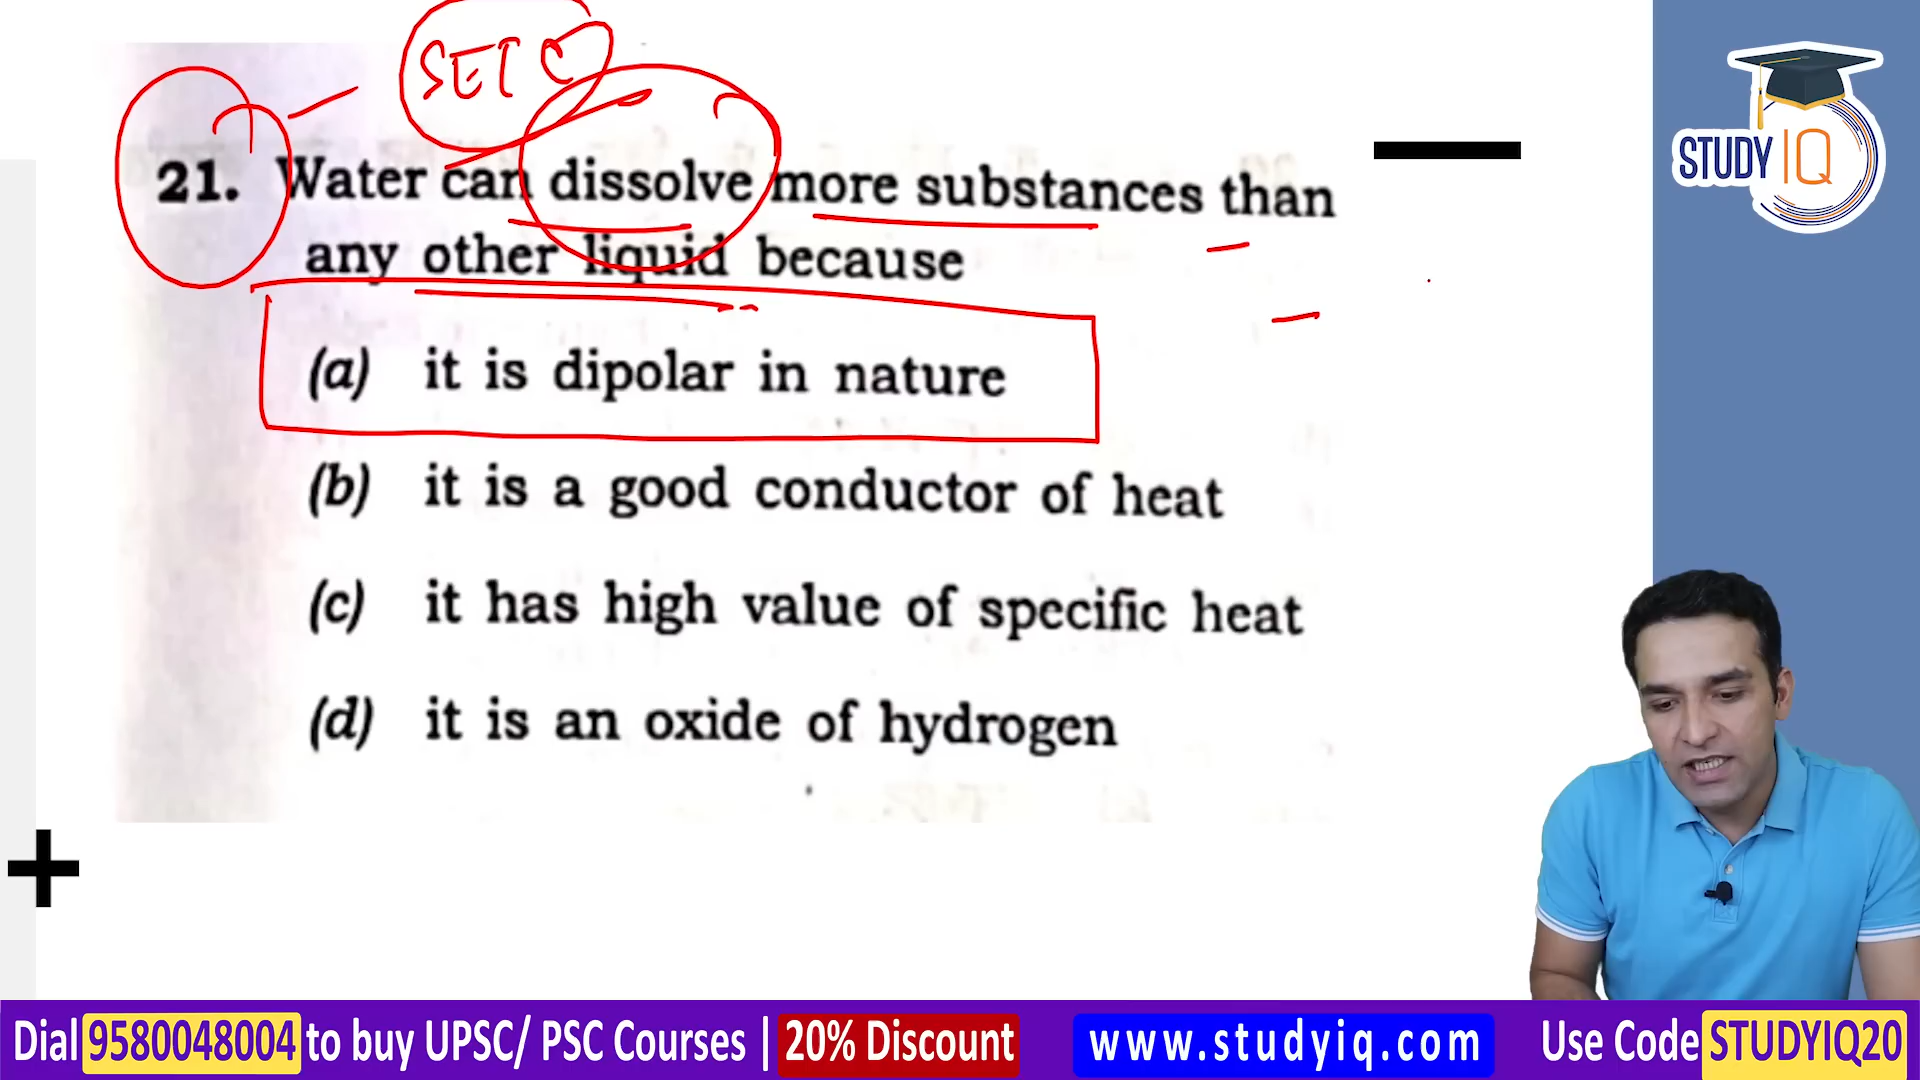 SET C
STUDY IQ
21. Water can dissolve more substances than
any other liquid because
(a) it is dipolar in nature
(b) it is a good conductor of heat
(c) it has high value of specific heat
(d) it is an oxide of hydrogen
Dial 9580048004 to buy UPSC/ PSC Courses | 20% Discount www.studyiq.com Use Code STUDYIQ20